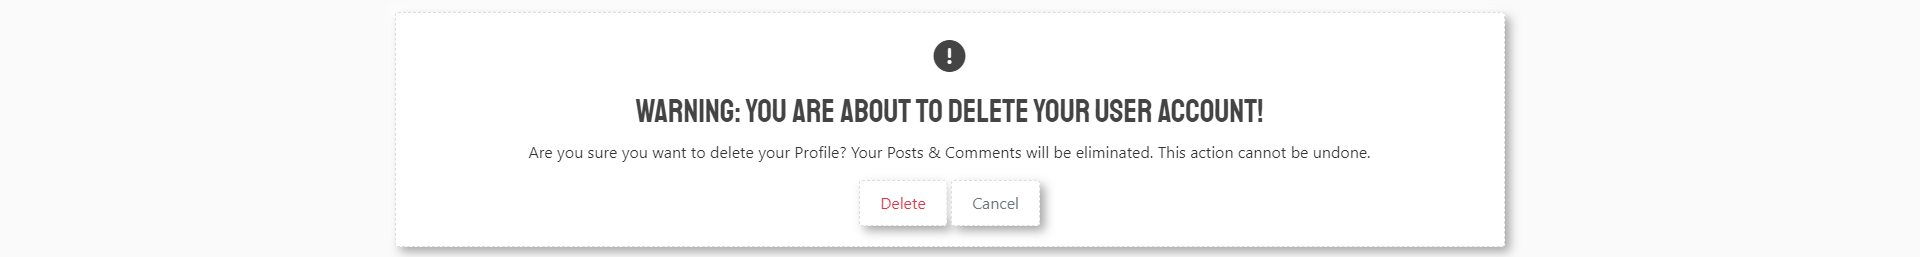 WARNING: YOU ARE ABOUT TO DELETE YOUR USER ACCOUNT!
Are you sure you want to delete your Profile? Your Posts & Comments will be eliminated. This action cannot be undone.
Delete Cancel